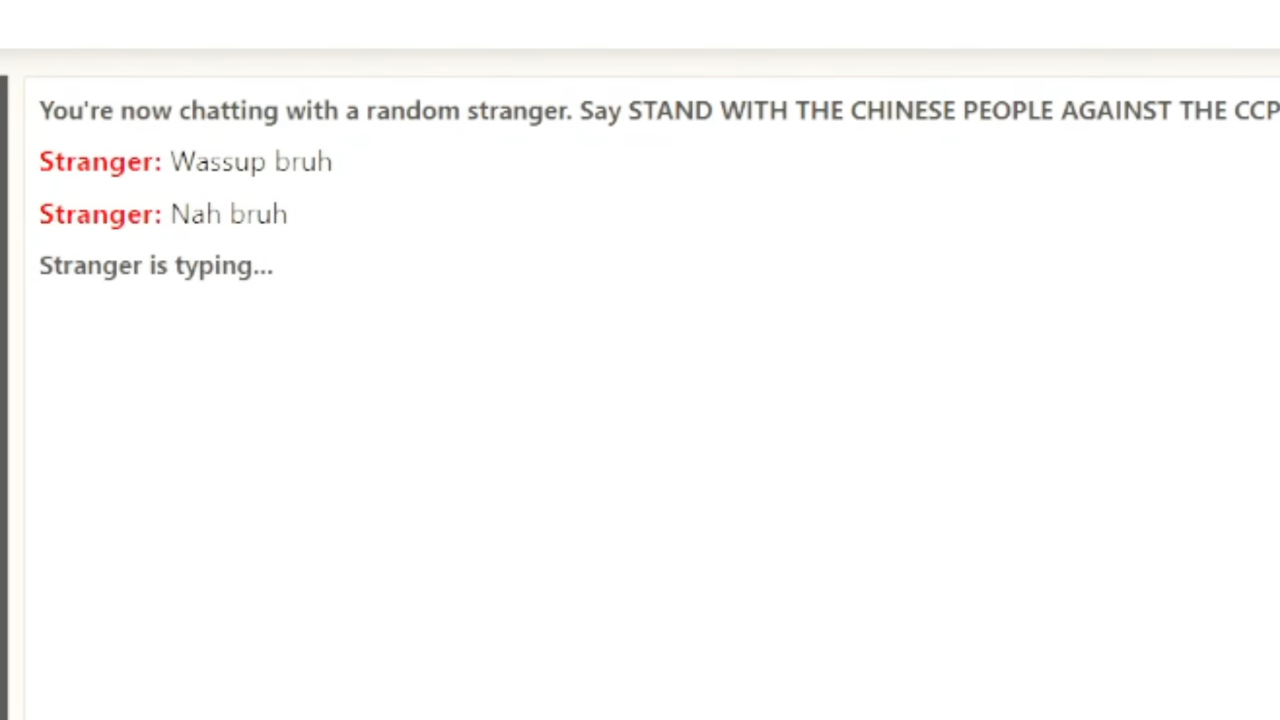 You're now chatting with a random stranger. Say STAND WITH THE CHINESE PEOPLE AGAINST THE CCP
Stranger: Wassup bruh
Stranger: Nah bruh
Stranger is typing...